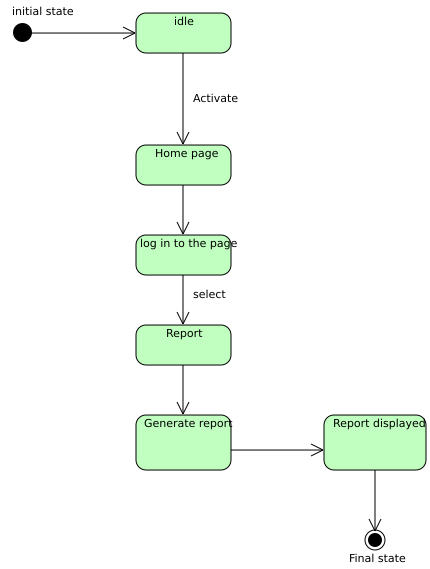 initial state
idle
Activate
Home page
log in to the page
select
Report
Generate report
Report displayed
Final state